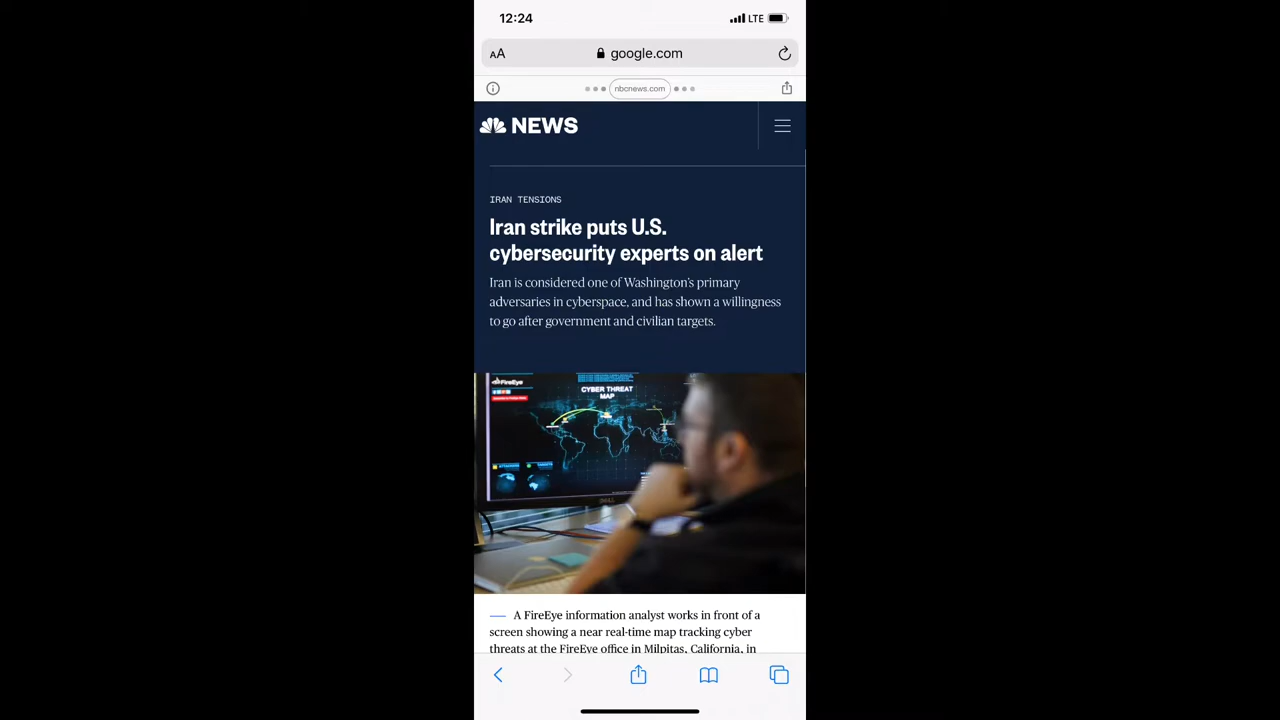 12:24
LTE
AA
google.com
nbcnews.com
NEWS
IRAN TENSIONS
Iran strike puts U.S.
cybersecurity experts on alert
Iran is considered one of Washington's primary
adversaries in cyberspace, and has shown a willingness
to go after government and civilian targets.
FireEye
CYBER THREAT
MAP
DELL
— A FireEye information analyst works in front of a
screen showing a near real-time map tracking cyber
threats at the FireEye office in Milpitas, California, in